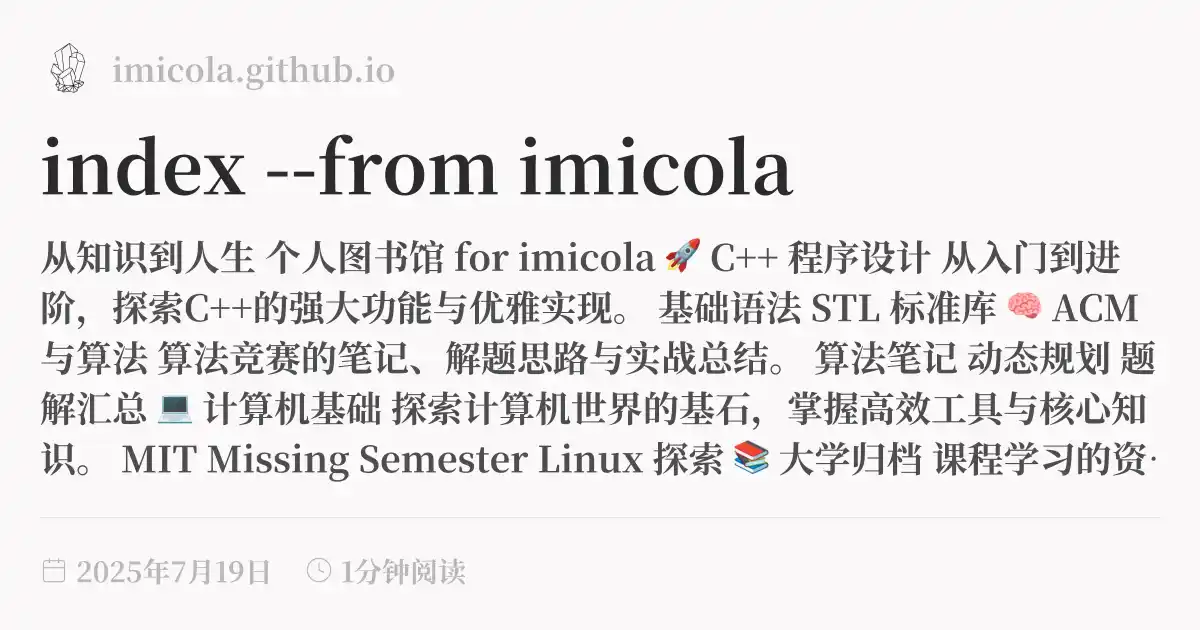 imicola.github.io
index --from imicola
从知识到人生 个人图书馆 for imicola 🚀 C++ 程序设计 从入门到进
阶，探索C++的强大功能与优雅实现。 基础语法 STL 标准库 🧠 ACM
与算法 算法竞赛的笔记、解题思路与实战总结。 算法笔记 动态规划 题
解汇总 💻 计算机基础 探索计算机世界的基石，掌握高效工具与核心知
识。 MIT Missing Semester Linux 探索 📚 大学归档 课程学习的资·
2025年7月19日 1分钟阅读